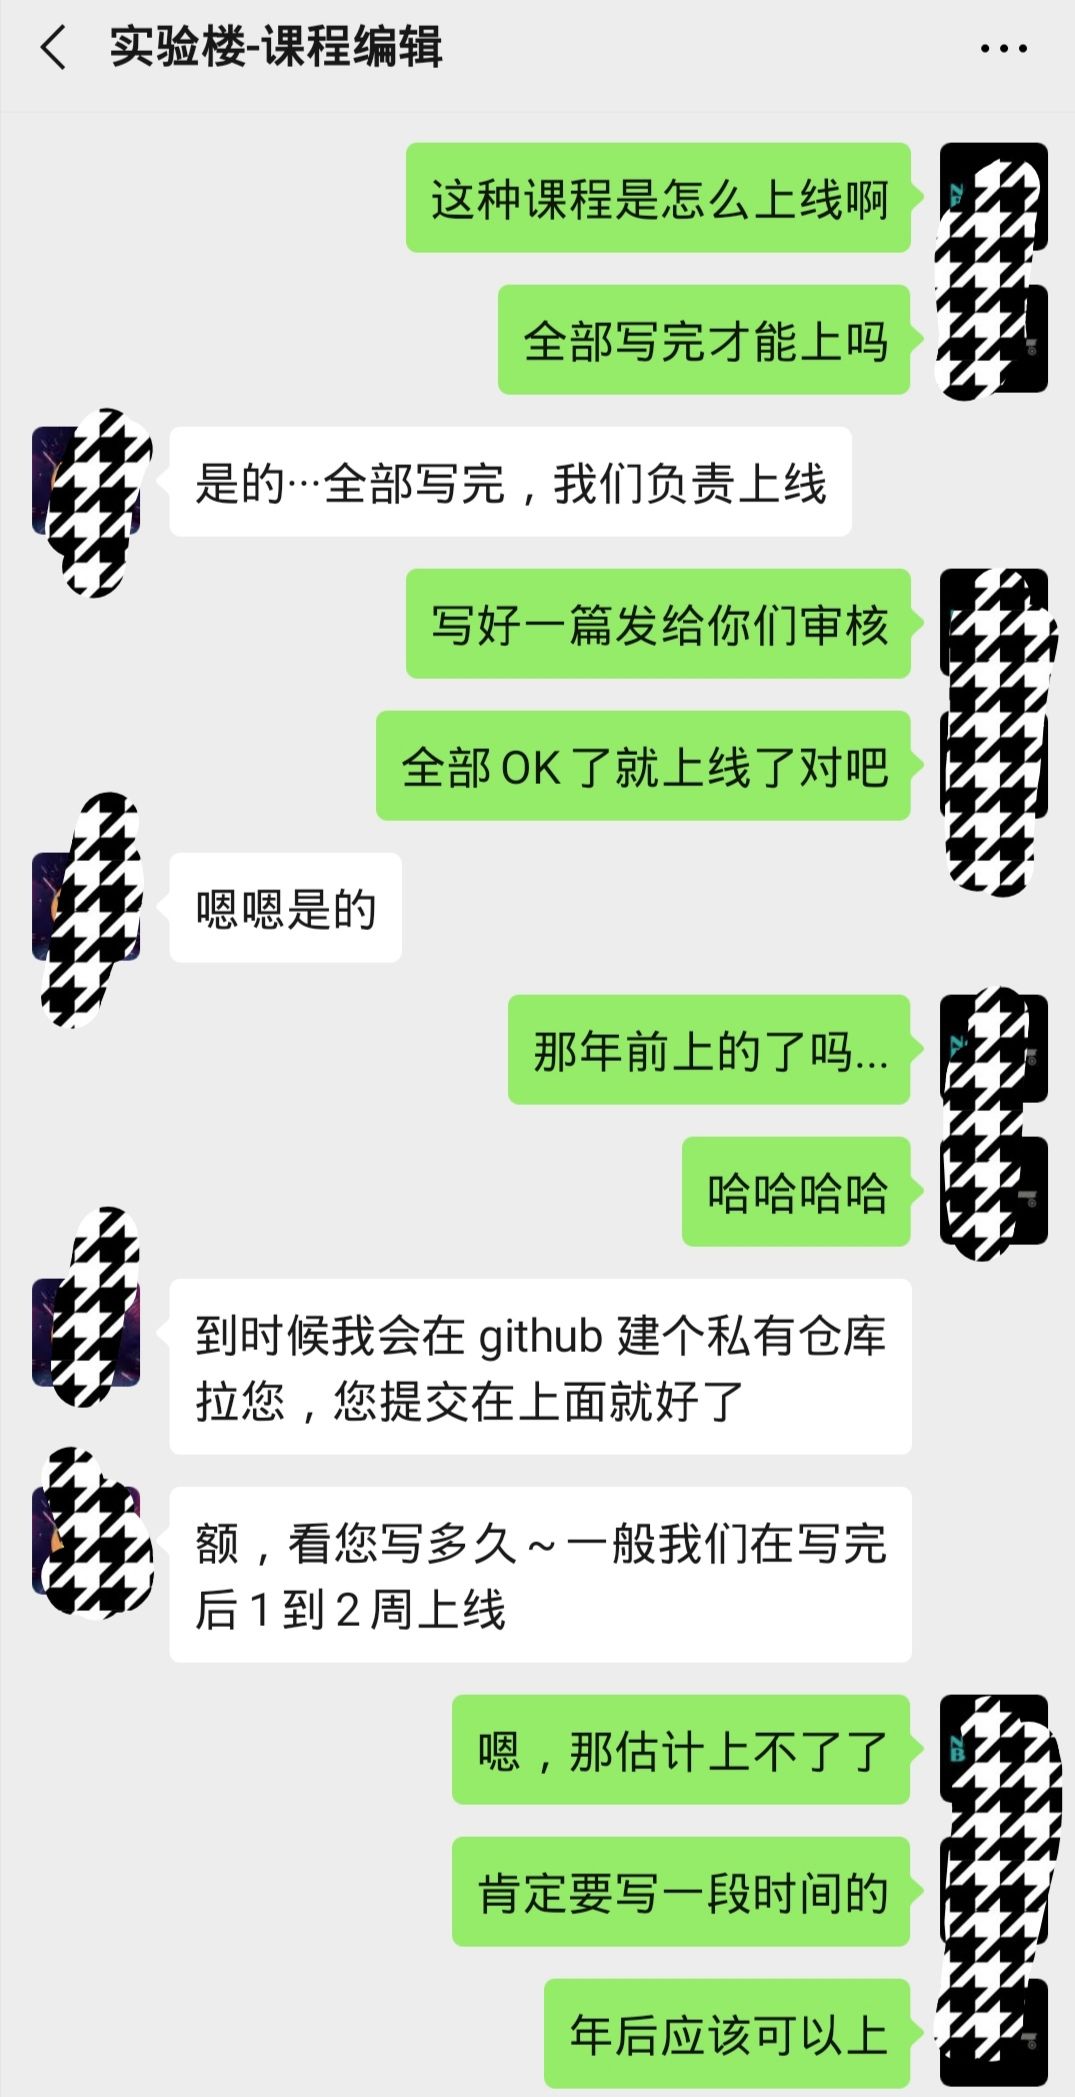 实验楼-课程编辑
这种课程是怎么上线啊
全部写完才能上吗
是的…全部写完，我们负责上线
写好一篇发给你们审核
全部OK了就上线了对吧
嗯嗯是的
那年前上的了吗...
哈哈哈哈
到时候我会在 github 建个私有仓库
拉您，您提交在上面就好了
额，看您写多久～一般我们在写完
后1到2周上线
嗯，那估计上不了了
肯定要写一段时间的
年后应该可以上